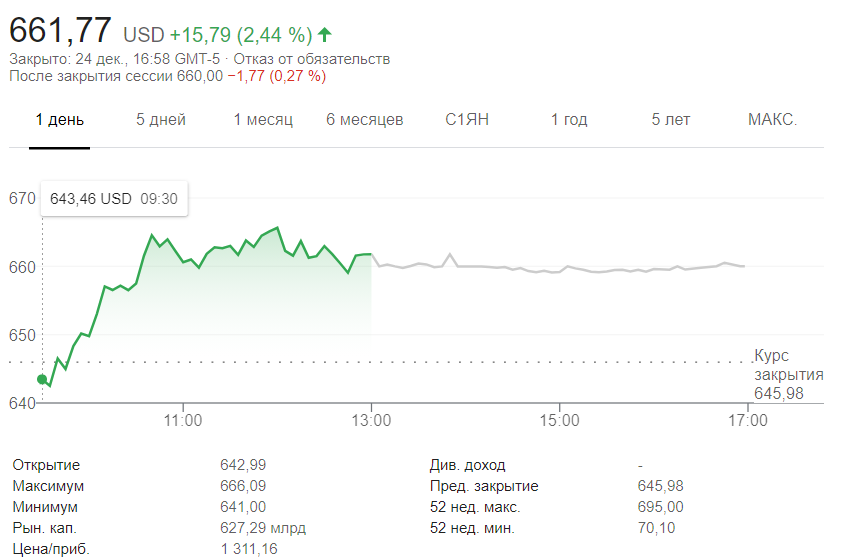 661,77 USD +15,79 (2,44 %)
Закрыто: 24 дек., 16:58 GMT-5 · Отказ от обязательств
После закрытия сессии 660,00 −1,77 (0,27 %)
1 день 5 дней 1 месяц 6 месяцев С1ЯН 1 год 5 лет МАКС.
643,46 USD 09:30
670
660
650
640
Курс
закрытия
645,98
11:00 13:00 15:00 17:00
Открытие 642,99 Див. доход -
Максимум 666,09 Пред. закрытие 645,98
Минимум 641,00 52 нед. макс. 695,00
Рын. кап. 627,29 млрд 52 нед. мин. 70,10
Цена/приб. 1 311,16